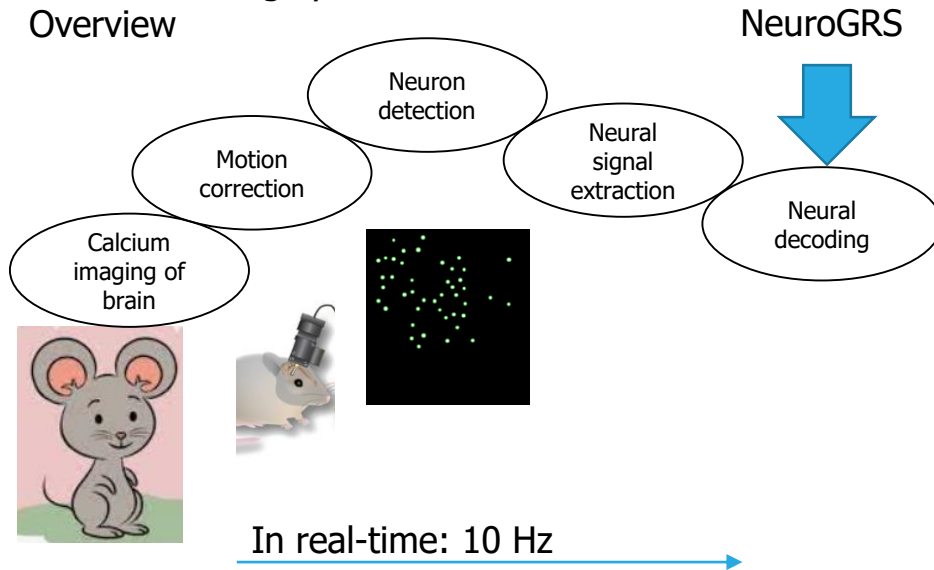 Overview
NeuroGRS
Neuron
detection
Motion
correction
Neural
signal
extraction
Calcium
imaging of
brain
Neural
decoding
In real-time: 10 Hz